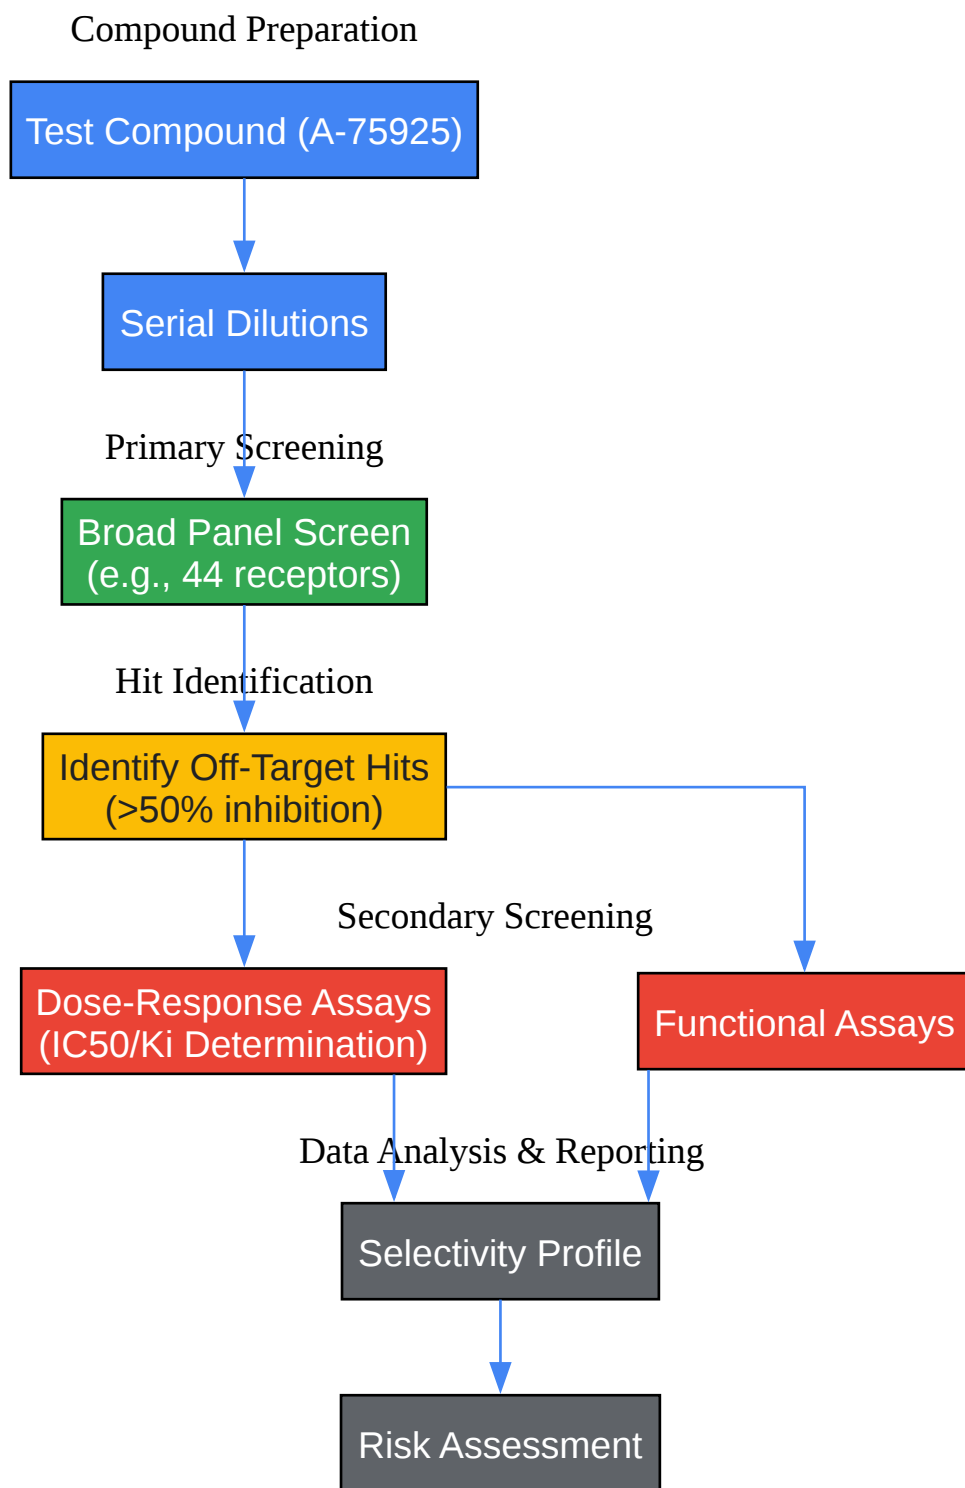 Compound Preparation
Test Compound (A-75925)
Serial Dilutions
Primary Screening
Broad Panel Screen
(e.g., 44 receptors)
Hit Identification
Identify Off-Target Hits
(>50% inhibition)
Secondary Screening
Dose-Response Assays
(IC50/Ki Determination)
Functional Assays
Data Analysis & Reporting
Selectivity Profile
Risk Assessment